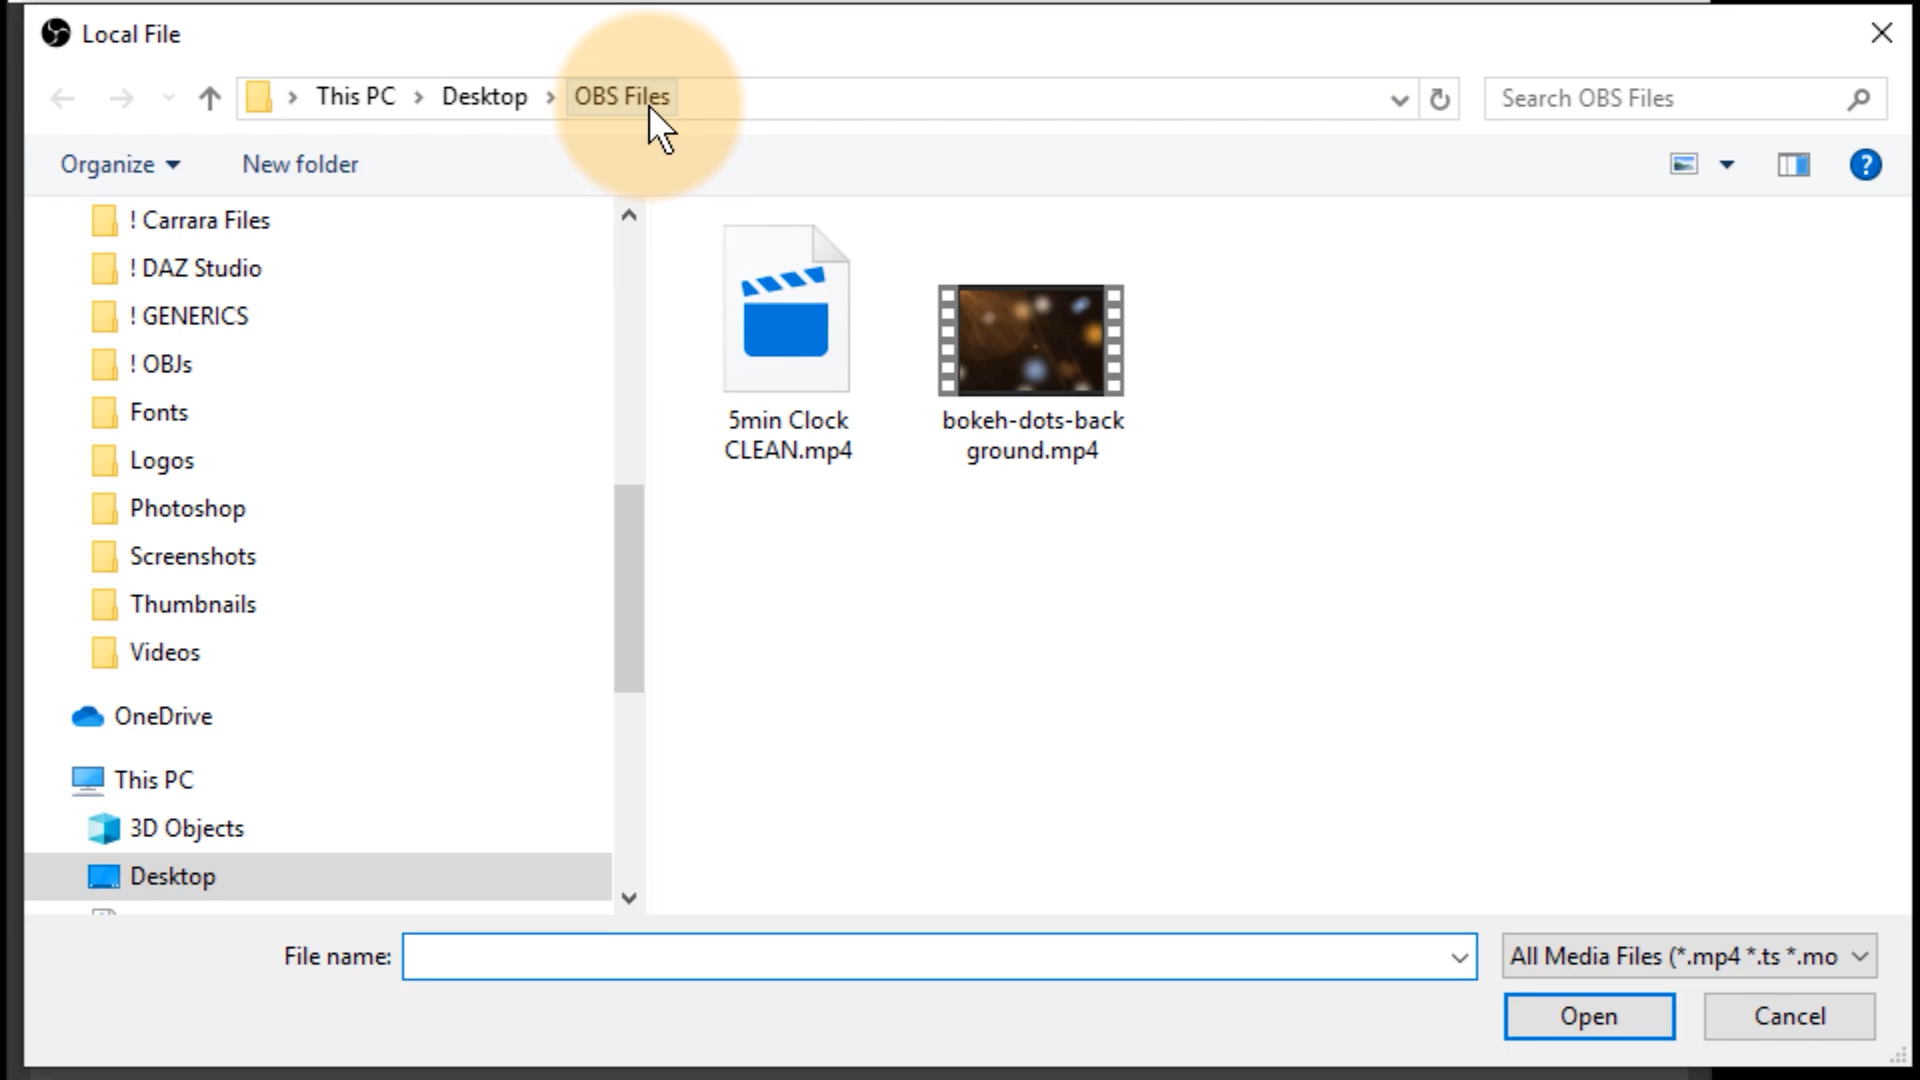 Local File
This PC > Desktop > OBS Files
Search OBS Files
Organize
New folder
?
! Carrara Files
! DAZ Studio
! GENERICS
! OBJs
Fonts
Logos
Photoshop
Screenshots
Thumbnails
Videos
OneDrive
This PC
3D Objects
Desktop
5min Clock
CLEAN.mp4
bokeh-dots-back
ground.mp4
File name:
All Media Files (*.mp4 *.ts *.mo
Open
Cancel